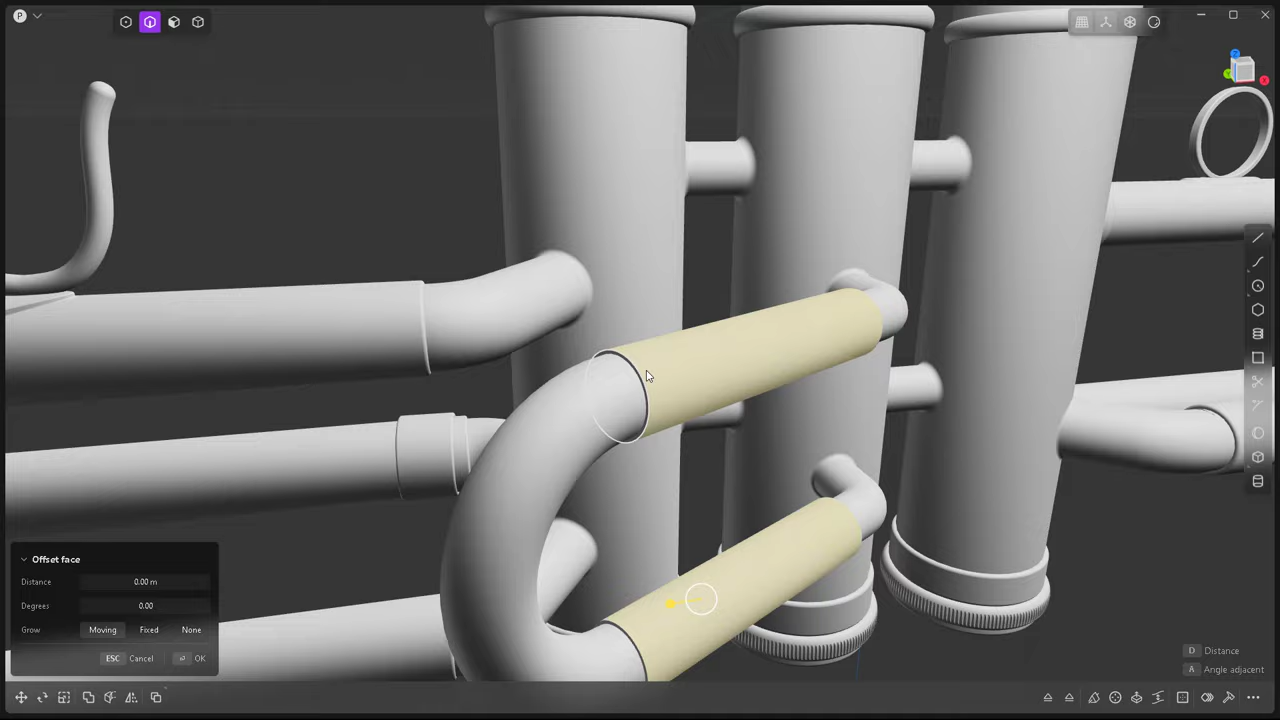 P
Offset face
Distance 0.00 m
Degrees 0.00
Grow Moving Fixed None
ESC Cancel OK
D Distance
A Angle adjacent